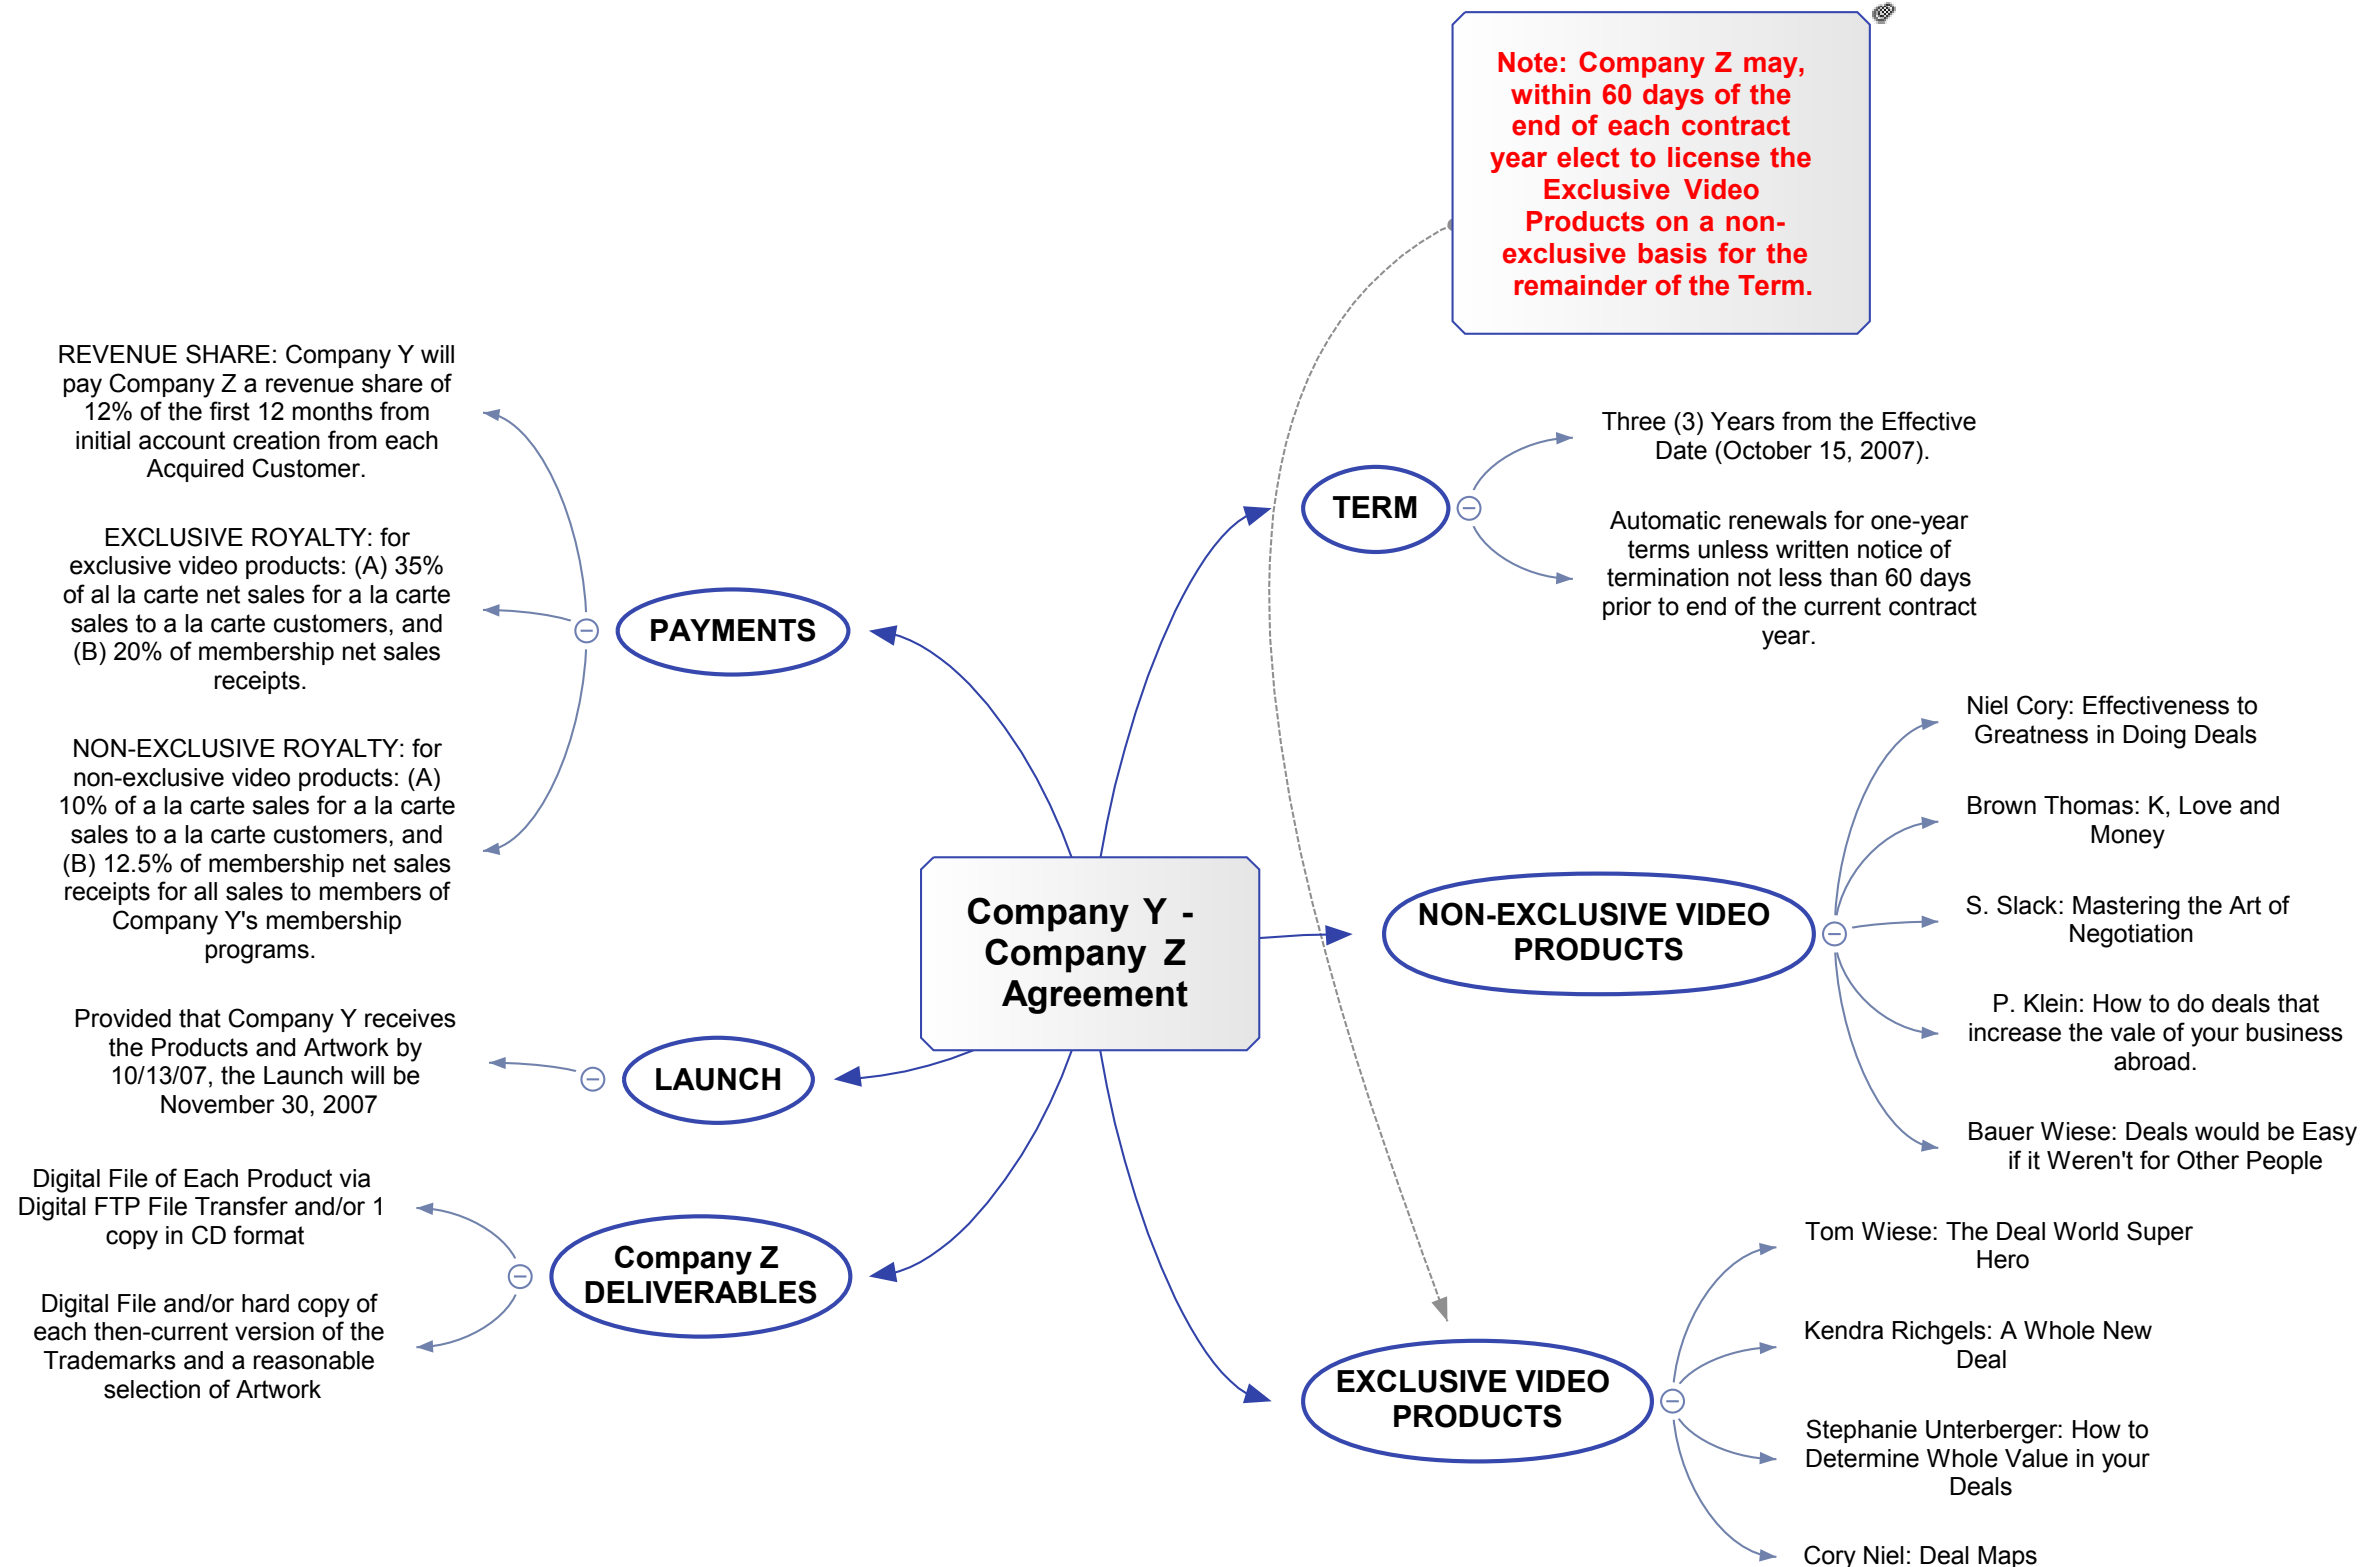 Note: Company Z may,
within 60 days of the
end of each contract
year elect to license the
Exclusive Video
Products on a non-
exclusive basis for the
remainder of the Term.
REVENUE SHARE: Company Y will
pay Company Z a revenue share of
12% of the first 12 months from
initial account creation from each
Acquired Customer.
EXCLUSIVE ROYALTY: for
exclusive video products: (A) 35%
of al la carte net sales for a la carte
sales to a la carte customers, and
(B) 20% of membership net sales
receipts.
NON-EXCLUSIVE ROYALTY: for
non-exclusive video products: (A)
10% of a la carte sales for a la carte
sales to a la carte customers, and
(B) 12.5% of membership net sales
receipts for all sales to members of
Company Y's membership
programs.
PAYMENTS
Provided that Company Y receives
the Products and Artwork by
10/13/07, the Launch will be
November 30, 2007
LAUNCH
Digital File of Each Product via
Digital FTP File Transfer and/or 1
copy in CD format
Digital File and/or hard copy of
each then-current version of the
Trademarks and a reasonable
selection of Artwork
Company Z
DELIVERABLES
Company Y -
Company Z
Agreement
TERM
Three (3) Years from the Effective
Date (October 15, 2007).
Automatic renewals for one-year
terms unless written notice of
termination not less than 60 days
prior to end of the current contract
year.
NON-EXCLUSIVE VIDEO
PRODUCTS
Niel Cory: Effectiveness to
Greatness in Doing Deals
Brown Thomas: K, Love and
Money
S. Slack: Mastering the Art of
Negotiation
P. Klein: How to do deals that
increase the vale of your business
abroad.
Bauer Wiese: Deals would be Easy
if it Weren't for Other People
EXCLUSIVE VIDEO
PRODUCTS
Tom Wiese: The Deal World Super
Hero
Kendra Richgels: A Whole New
Deal
Stephanie Unterberger: How to
Determine Whole Value in your
Deals
Cory Niel: Deal Maps